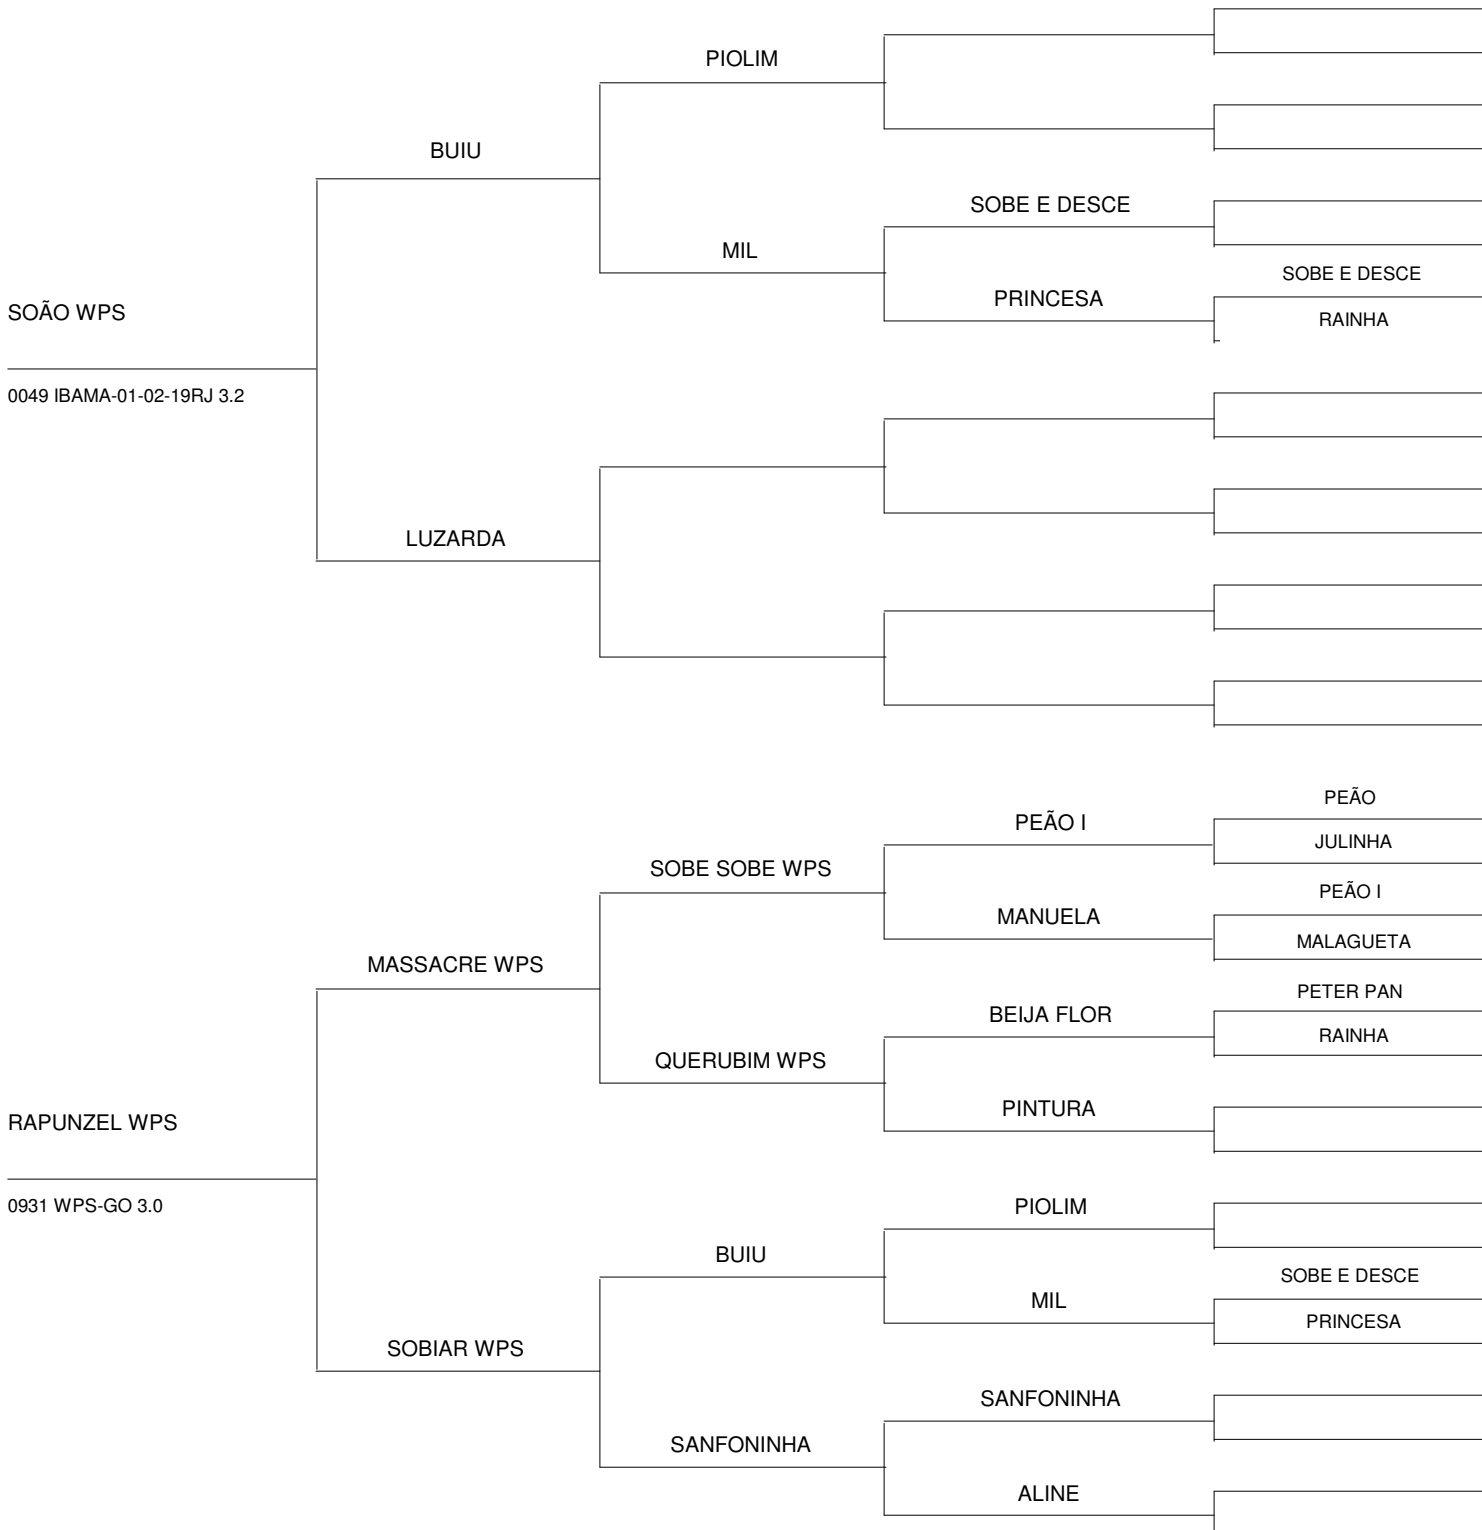 PIOLIM
BUIU
SOBE E DESCE
MIL
SOBE E DESCE
PRINCESA
RAINHA
SOÃO WPS
0049 IBAMA-01-02-19RJ 3.2
LUZARDA
PEÃO
PEÃO I
JULINHA
SOBE SOBE WPS
PEÃO I
MANUELA
MALAGUETA
MASSACRE WPS
PETER PAN
BEIJA FLOR
RAINHA
QUERUBIM WPS
PINTURA
RAPUNZEL WPS
0931 WPS-GO 3.0
PIOLIM
BUIU
SOBE E DESCE
MIL
PRINCESA
SOBIAR WPS
SANFONINHA
SANFONINHA
ALINE